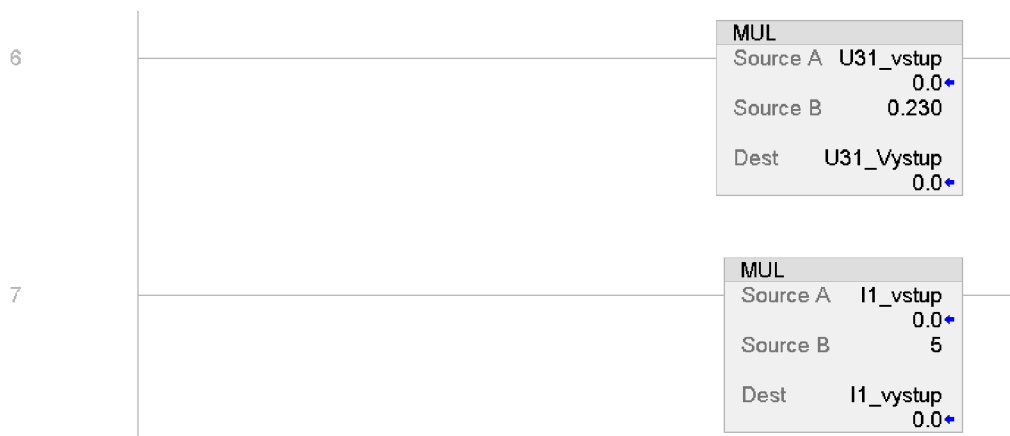 MUL
6
Source A U31_vstup
0.0
Source B 0.230
Dest U31_Vystup
0.0
MUL
7
Source A I1_vstup
0.0
Source B 5
Dest I1_vystup
0.0